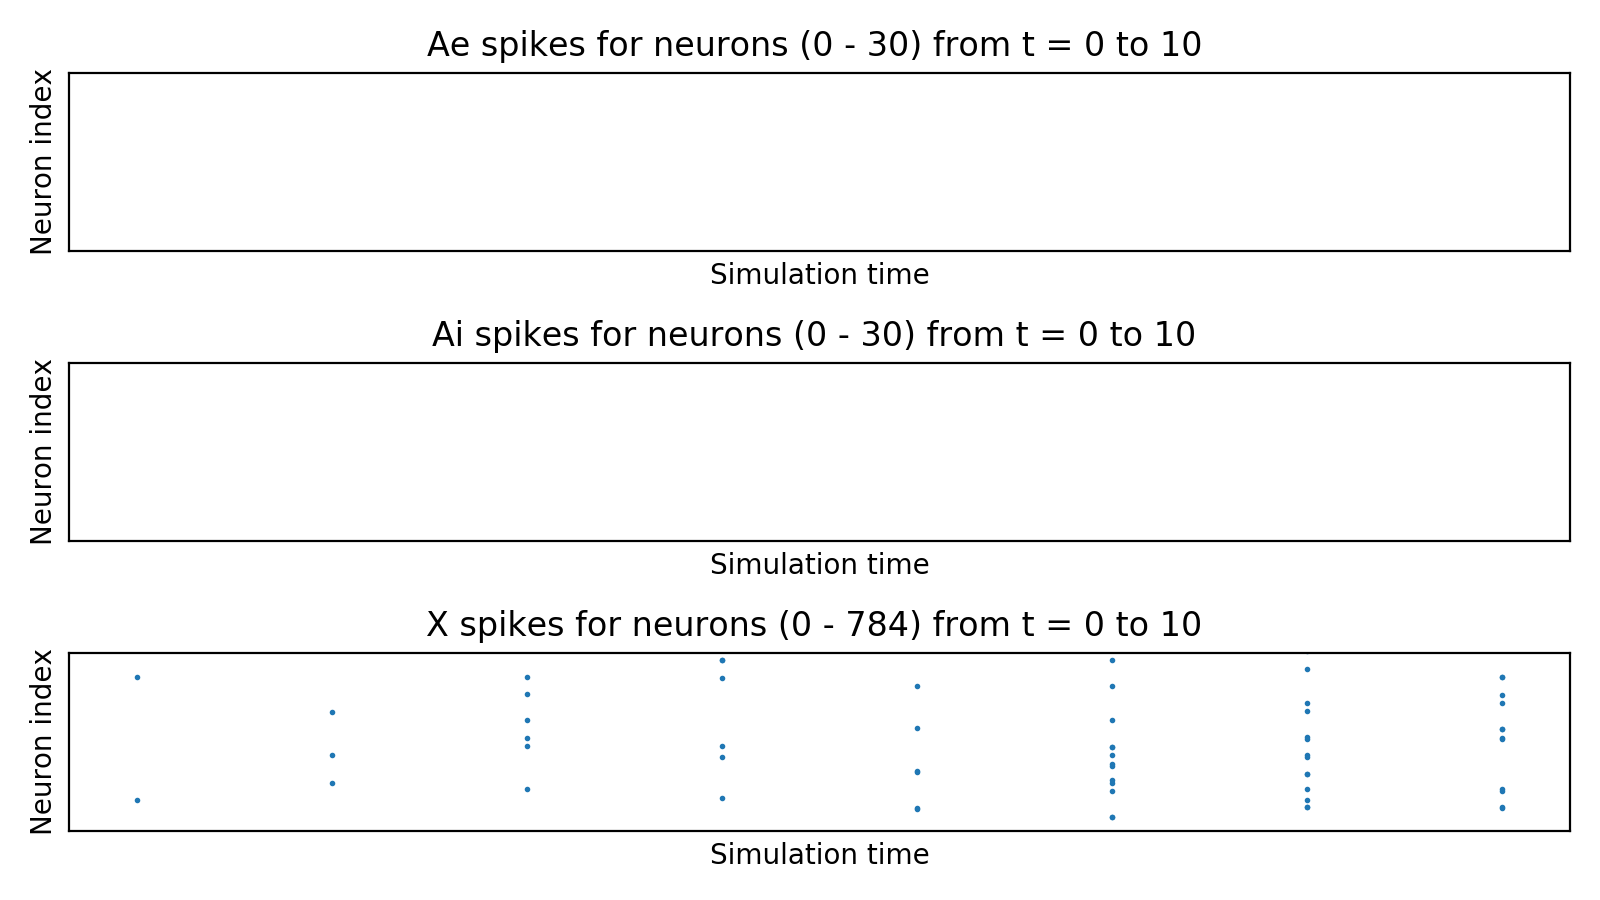 Ae spikes for neurons (0 - 30) from t = 0 to 10
Neuron index
Simulation time
Ai spikes for neurons (0 - 30) from t = 0 to 10
Neuron index
Simulation time
X spikes for neurons (0 - 784) from t = 0 to 10
Neuron index
Simulation time